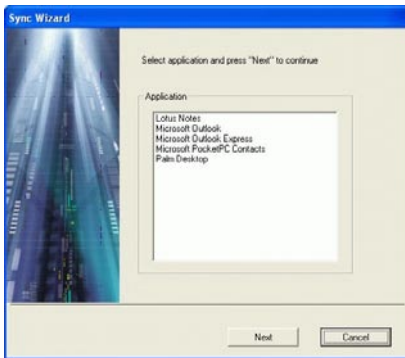 Sync Wizard
Select application and press "Next" to continue
Application
Lotus Notes
Microsoft Outlook
Microsoft Outlook Express
Microsoft PocketPC Contacts
Palm Desktop
Next
Cancel